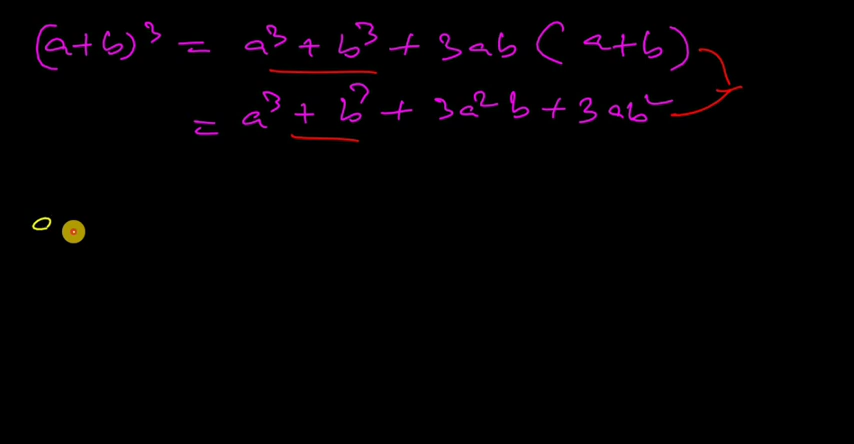 (a+b)³ = a³ + b³ + 3ab (a+b)
= a³ + b³ + 3a²b + 3ab²